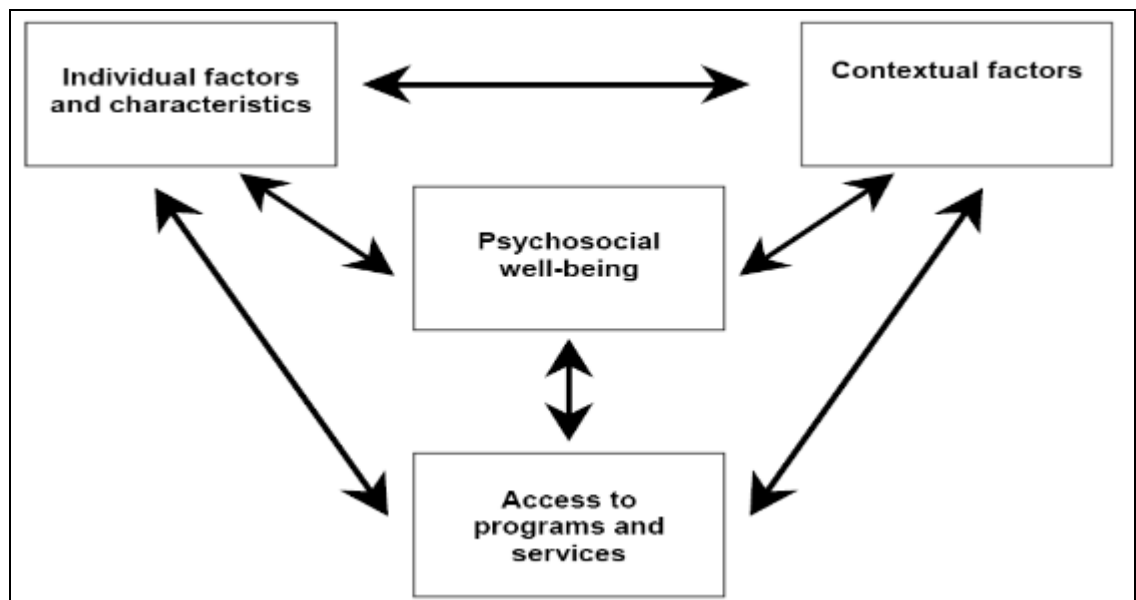 Individual factors
and characteristics
Contextual factors
Psychosocial
well-being
Access to
programs and
services